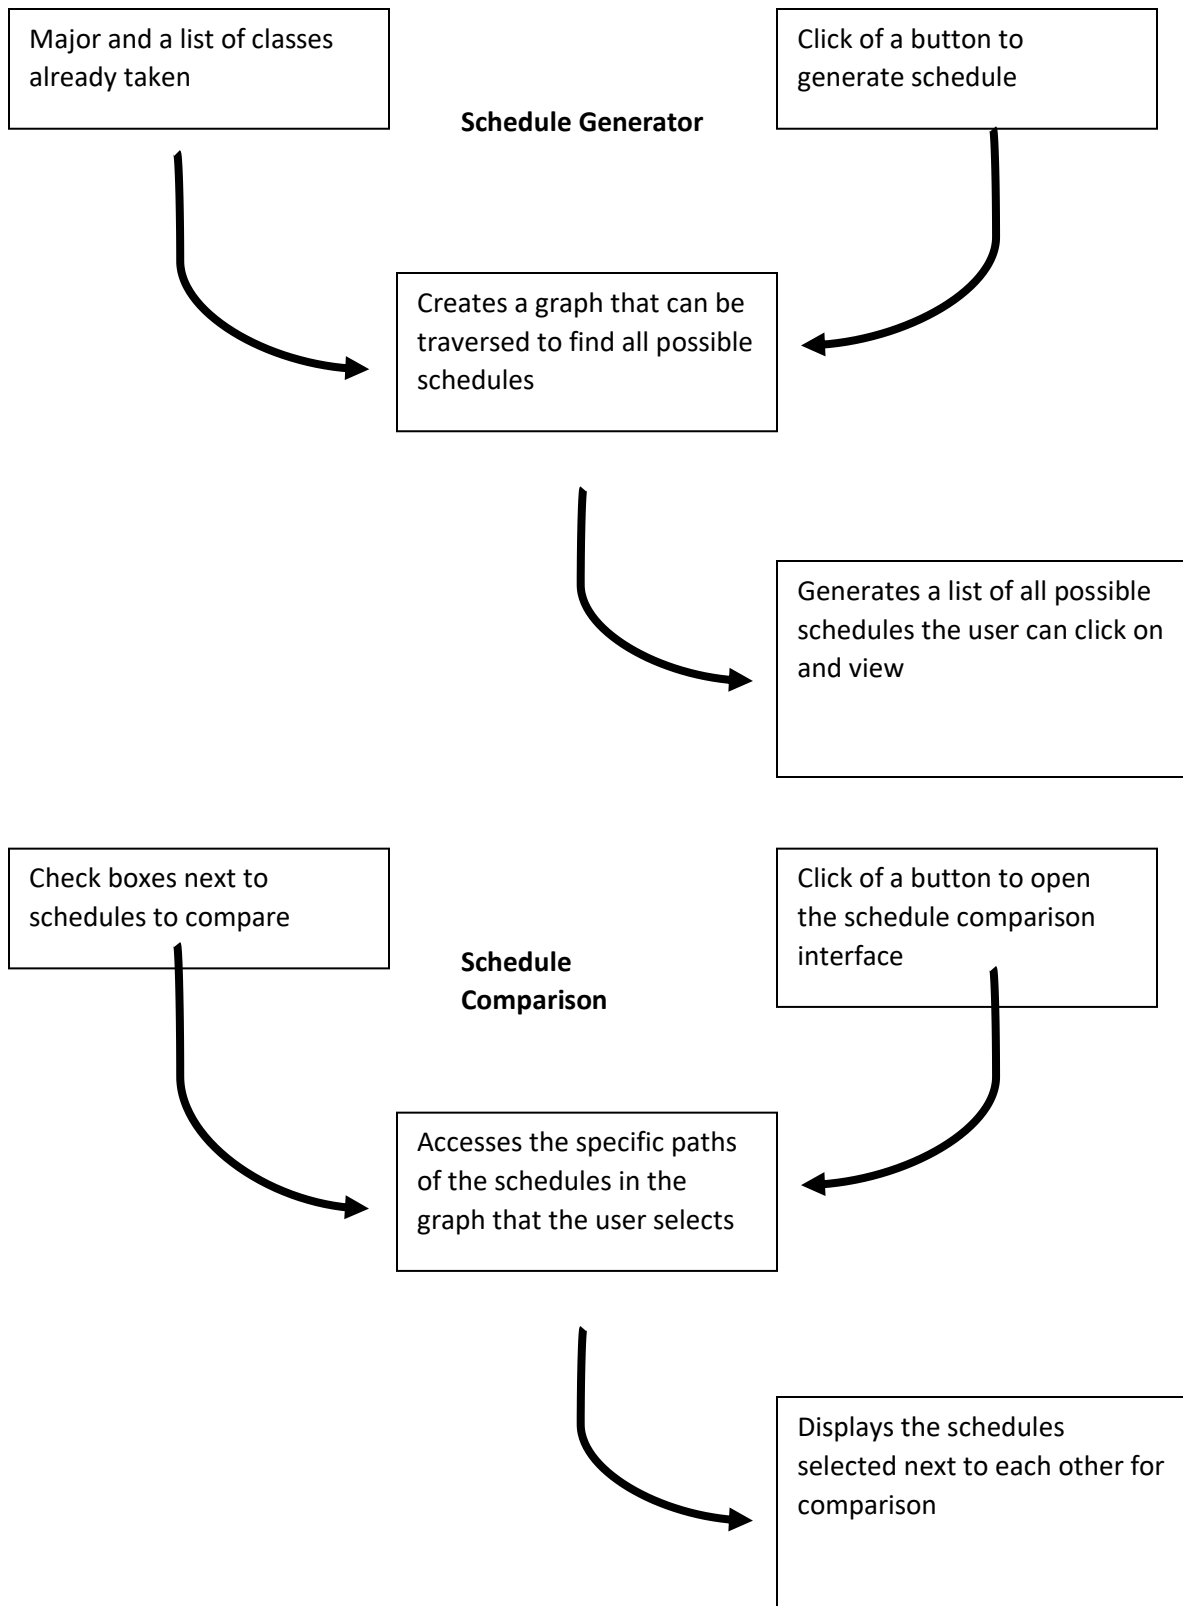 Major and a list of classes
already taken
Click of a button to
generate schedule
Schedule Generator
Creates a graph that can be
traversed to find all possible
schedules
Generates a list of all possible
schedules the user can click on
and view
Check boxes next to
schedules to compare
Click of a button to open
the schedule comparison
interface
Schedule
Comparison
Accesses the specific paths
of the schedules in the
graph that the user selects
Displays the schedules
selected next to each other for
comparison